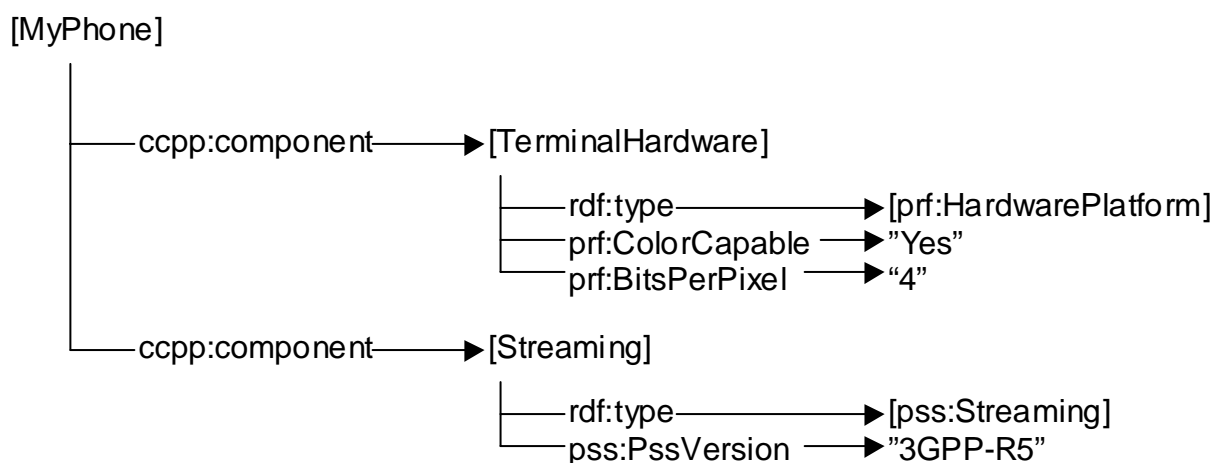 [MyPhone]
ccpp:component [TerminalHardware]
rdf:type [prf:HardwarePlatform]
prf:ColorCapable ”Yes”
prf:BitsPerPixel “4”
ccpp:component [Streaming]
rdf:type [pss:Streaming]
pss:PssVersion ”3GPP-R5”